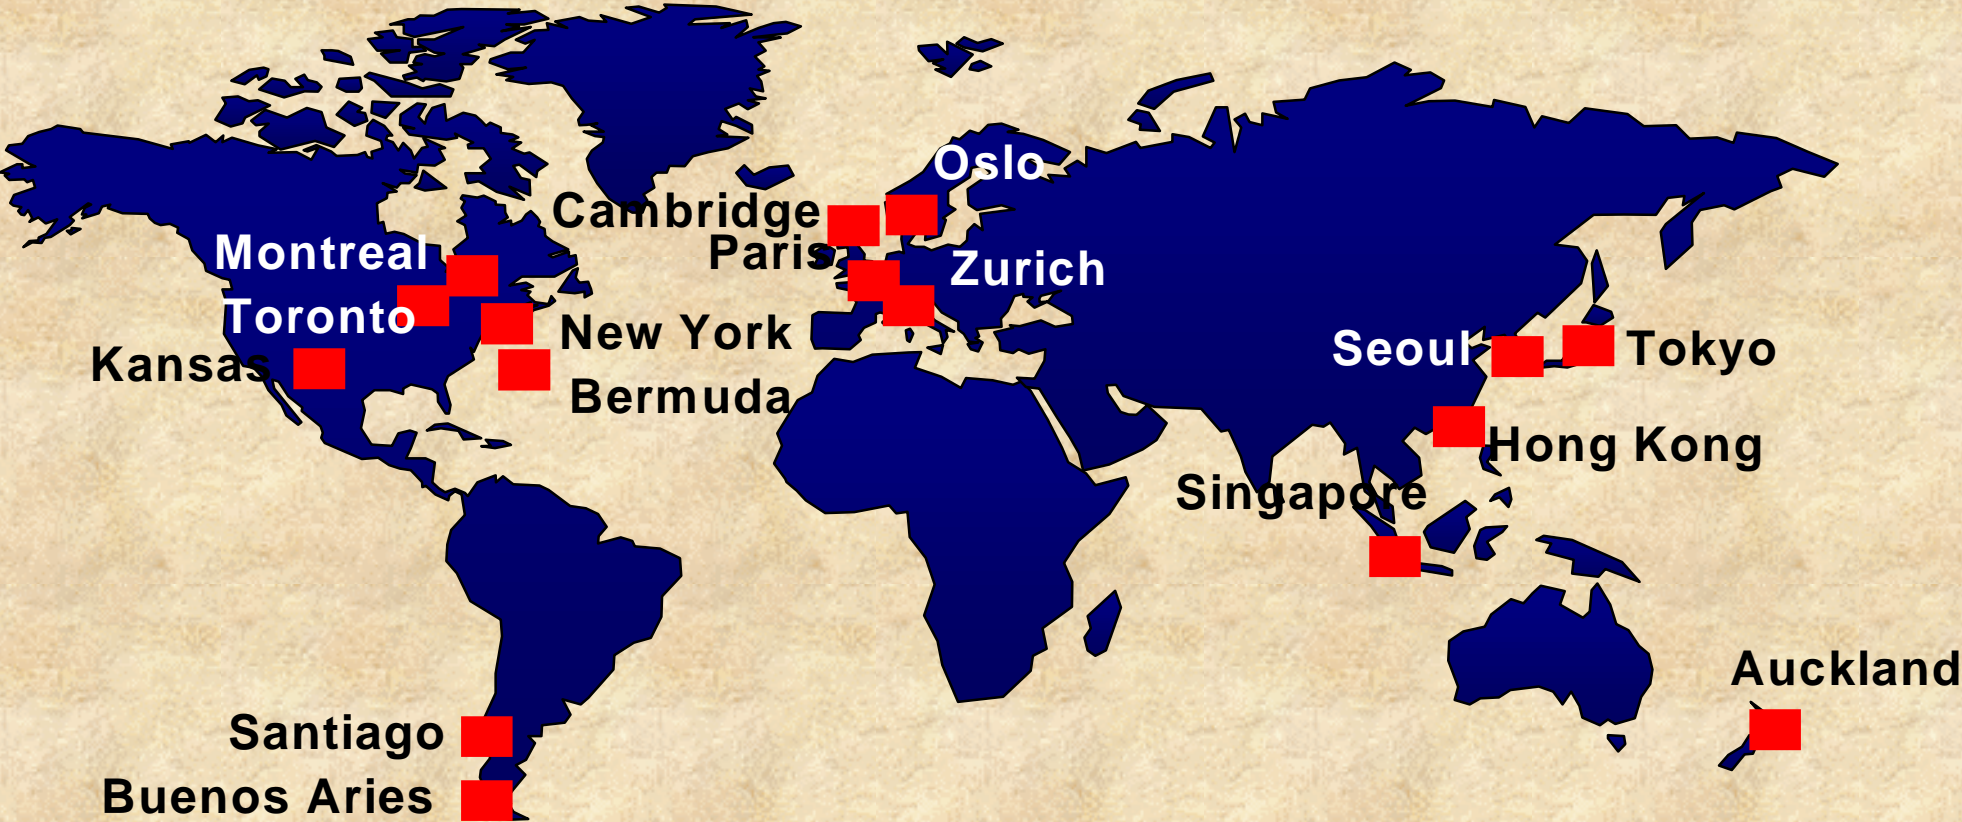 Oslo
Cambridge
Paris
Montreal
Zurich
Toronto
New York
Kansas
Bermuda
Seoul
Tokyo
Hong Kong
Singapore
Auckland
Santiago
Buenos Aries